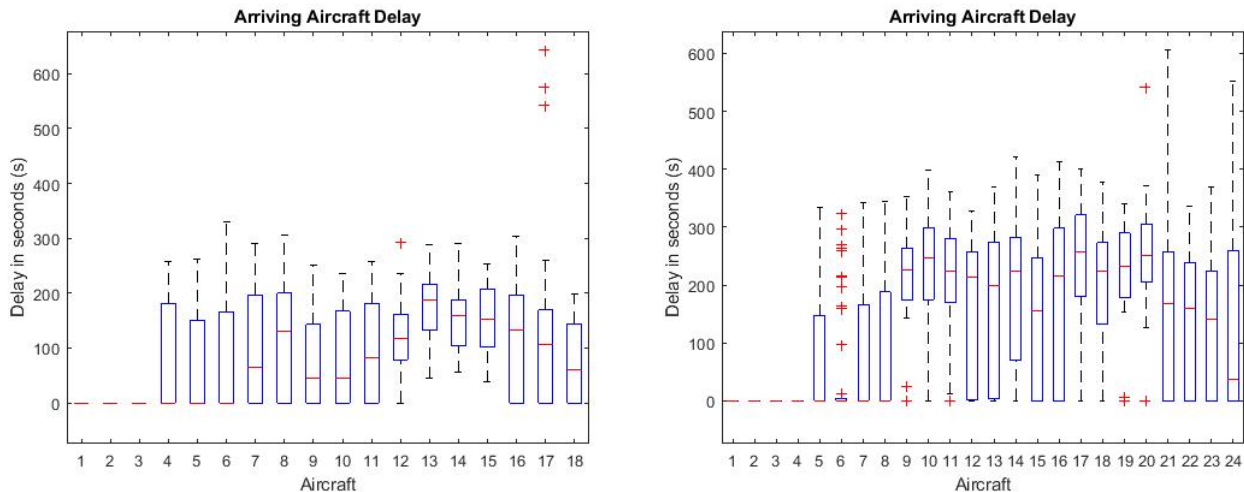 Arriving Aircraft Delay
600
500
400
300
200
100
0
Delay in seconds (s)
1 2 3 4 5 6 7 8 9 10 11 12 13 14 15 16 17 18
Aircraft
Arriving Aircraft Delay
600
500
400
300
200
100
0
Delay in seconds (s)
1 2 3 4 5 6 7 8 9 10 11 12 13 14 15 16 17 18 19 20 21 22 23 24
Aircraft